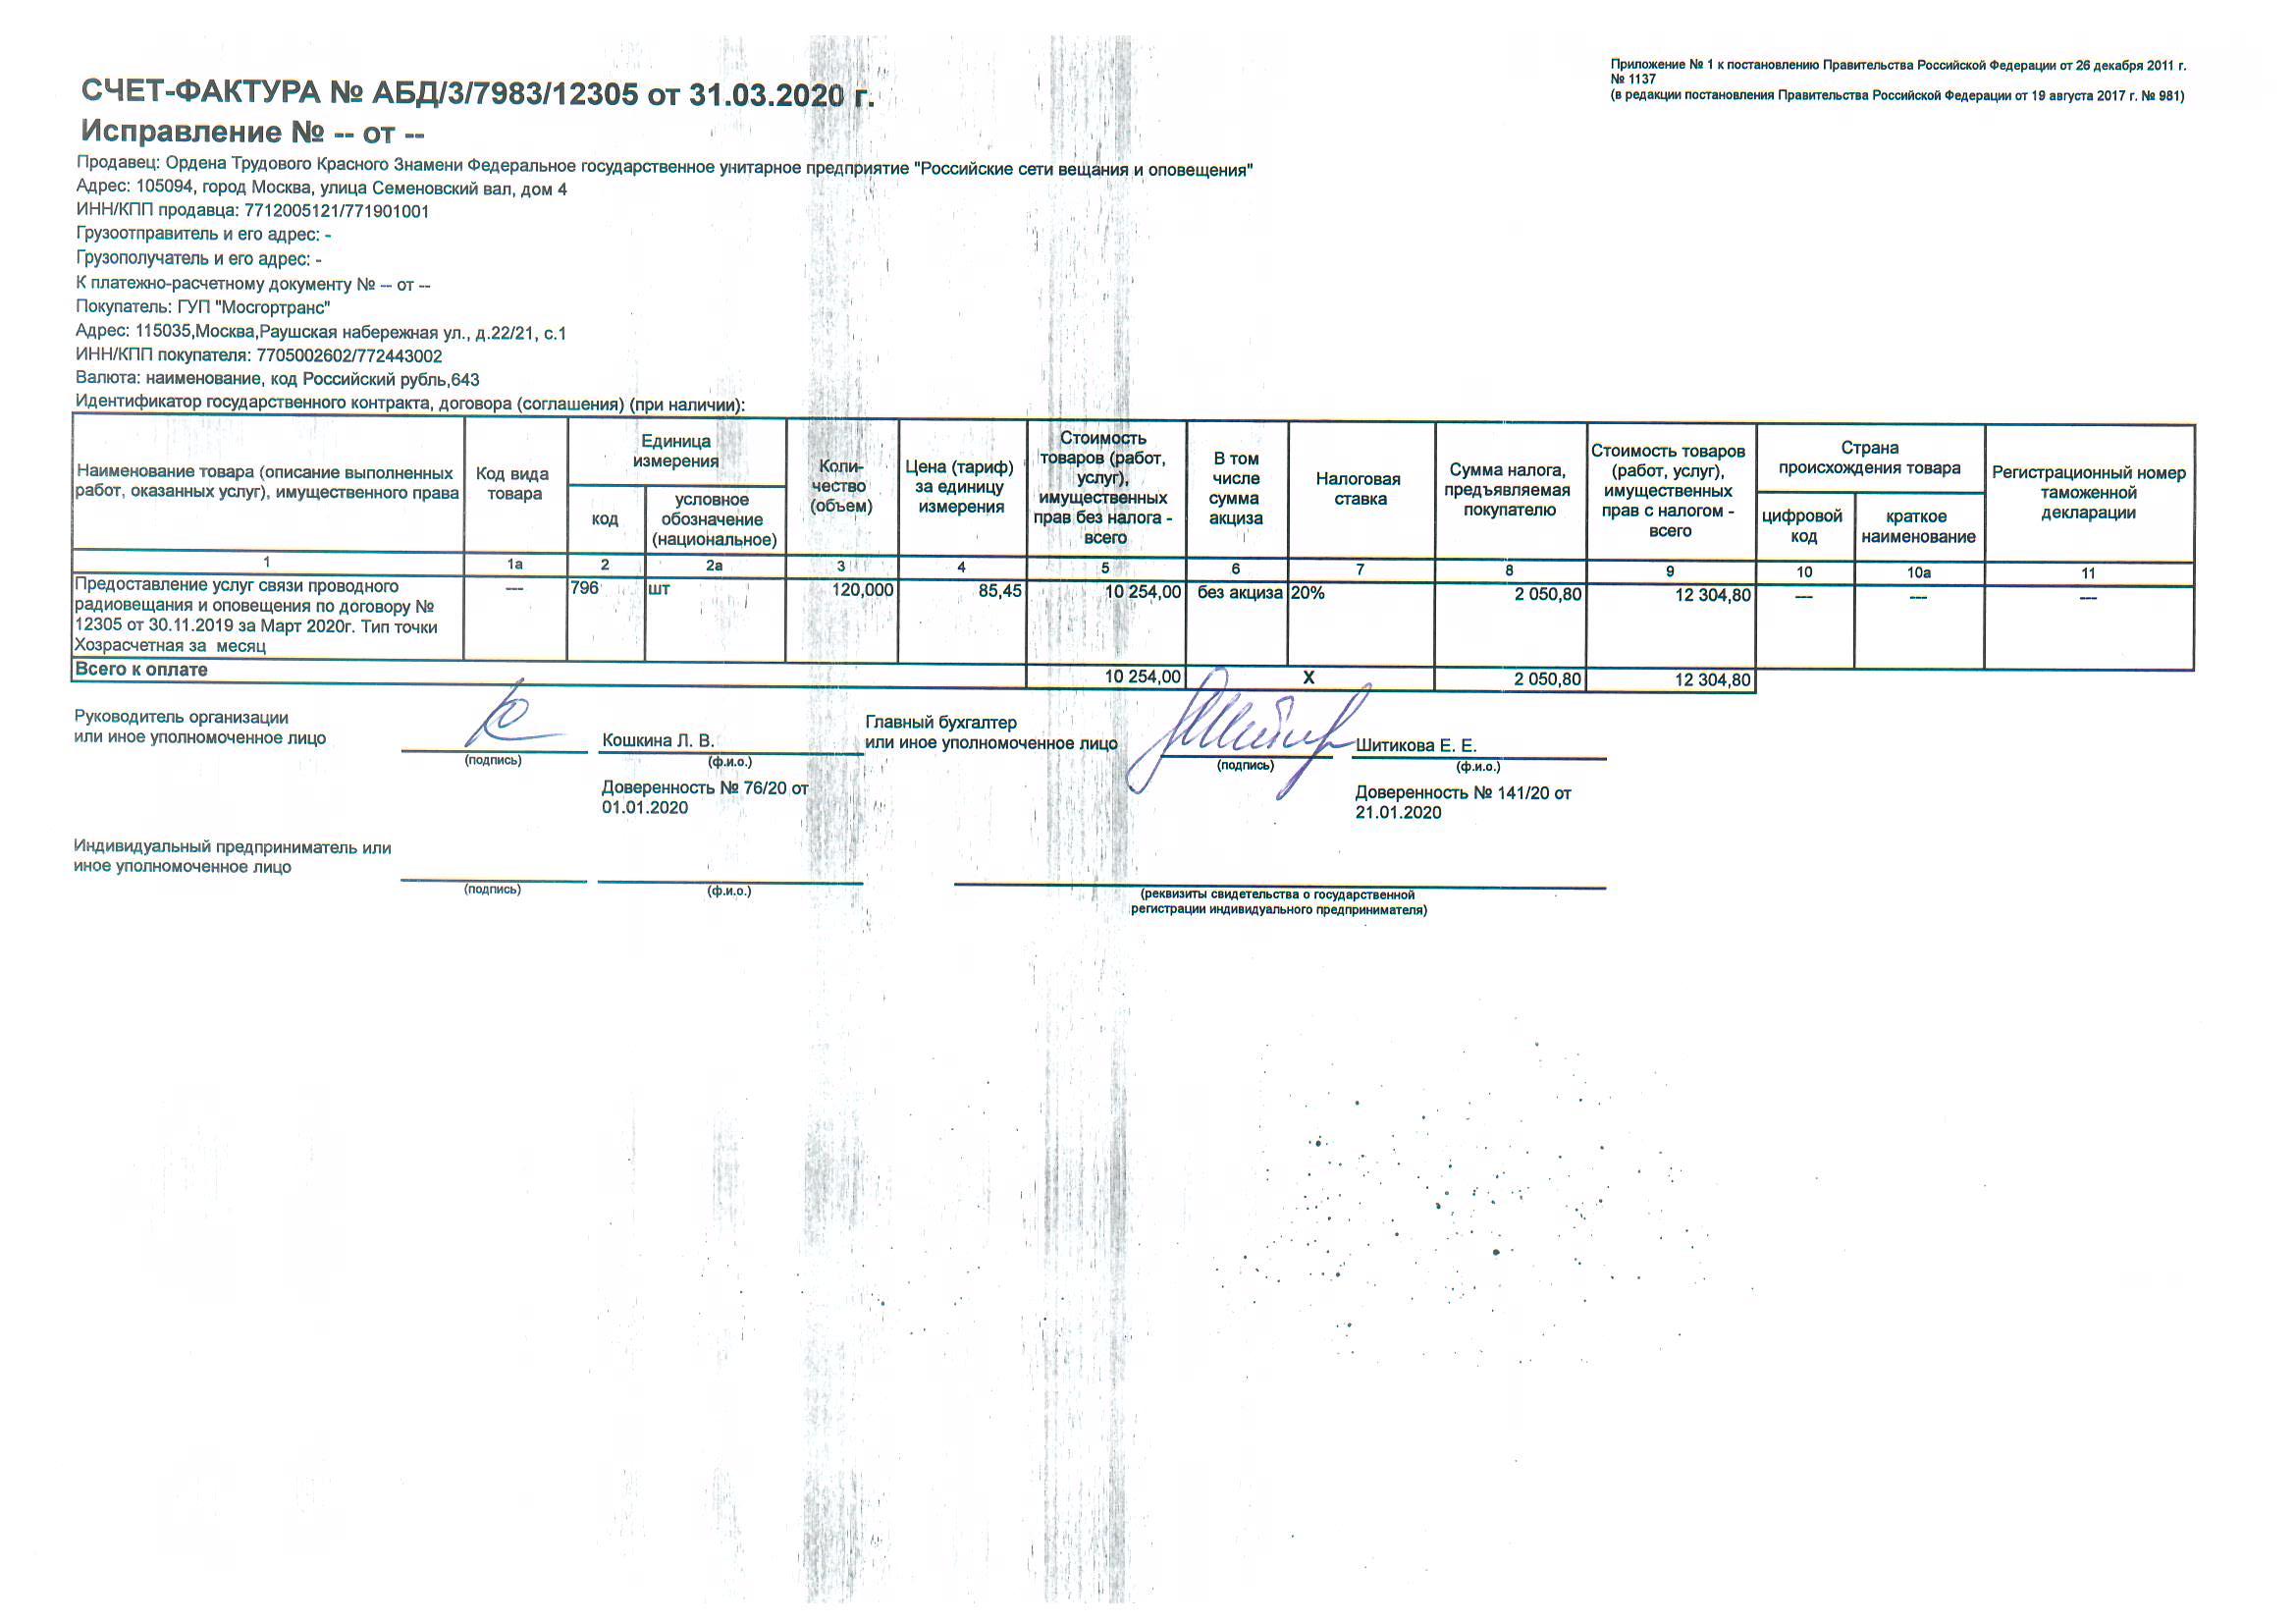 Приложение № 1 к постановлению Правительства Российской Федерации от 26 декабря 2011 г.
№ 1137
(в редакции постановления Правительства Российской Федерации от 19 августа 2017 г. № 981)
СЧЕТ-ФАКТУРА № АБД/3/7983/12305 от 31.03.2020 г.
Исправление № -- от --
Продавец: Ордена Трудового Красного Знамени Федеральное государственное унитарное предприятие "Российские сети вещания и оповещения"
Адрес: 105094, город Москва, улица Семеновский вал, дом 4
ИНН/КПП продавца: 7712005121/771901001
Грузоотправитель и его адрес: -
Грузополучатель и его адрес: -
К платежно-расчетному документу № -- от --
Покупатель: ГУП "Мосгортранс"
Адрес: 115035,Москва,Раушская набережная ул., д.22/21, с.1
ИНН/КПП покупателя: 7705002602/772443002
Валюта: наименование, код Российский рубль,643
Идентификатор государственного контракта, договора (соглашения) (при наличии):
Наименование товара (описание выполненных
работ, оказанных услуг), имущественного права
Код вида
товара
Единица
измерения
код
условное
обозначение
(национальное)
Коли-
чество
(объем)
Цена (тариф)
за единицу
измерения
Стоимость
товаров (работ,
услуг),
имущественных
прав без налога -
всего
В том
числе
сумма
акциза
Налоговая
ставка
Сумма налога,
предъявляемая
покупателю
Стоимость товаров
(работ, услуг),
имущественных
прав с налогом -
всего
Страна
происхождения товара
цифровой
код
краткое
наименование
Регистрационный номер
таможенной
декларации
1 1а 2 2а 3 4 5 6 7 8 9 10 10а 11
Предоставление услуг связи проводного
радиовещания и оповещения по договору №
12305 от 30.11.2019 за Март 2020г. Тип точки
Хозрасчетная за месяц
--- 796 шт 120,000 85,45 10 254,00 без акциза 20% 2 050,80 12 304,80 --- --- ---
Всего к оплате 10 254,00 X 2 050,80 12 304,80
Руководитель организации
или иное уполномоченное лицо
Кошкина Л. В.
(подпись) (ф.и.о.)
Доверенность № 76/20 от
01.01.2020
Главный бухгалтер
или иное уполномоченное лицо
Шитикова Е. Е.
(подпись) (ф.и.о.)
Доверенность № 141/20 от
21.01.2020
Индивидуальный предприниматель или
иное уполномоченное лицо
(подпись) (ф.и.о.)
(реквизиты свидетельства о государственной
регистрации индивидуального предпринимателя)